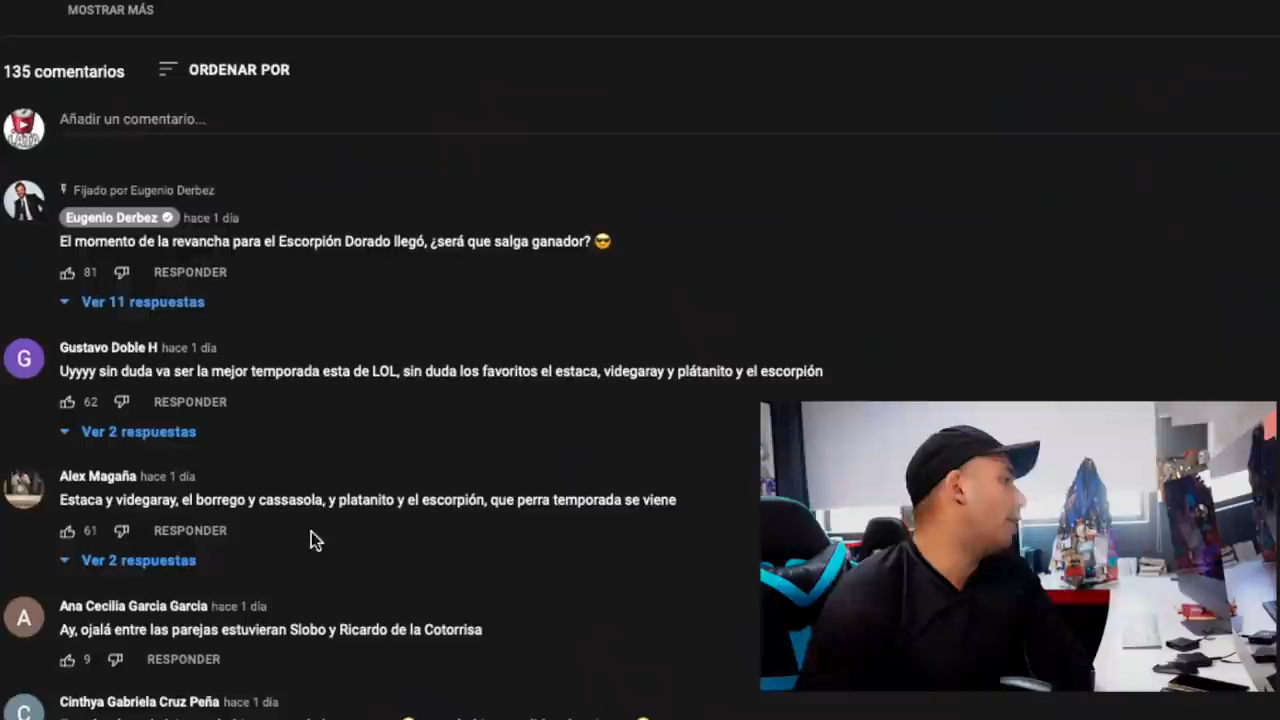 MOSTRAR MÁS
135 comentarios
ORDENAR POR
Añadir un comentario...
Fijado por Eugenio Derbez
Eugenio Derbez hace 1 día
El momento de la revancha para el Escorpión Dorado llegó, ¿será que salga ganador? 😎
81 RESPONDER
Ver 11 respuestas
G
Gustavo Doble H hace 1 día
Uyyyy sin duda va ser la mejor temporada esta de LOL, sin duda los favoritos el estaca, videgaray y plátanito y el escorpión
62 RESPONDER
Ver 2 respuestas
Alex Magaña hace 1 día
Estaca y videgaray, el borrego y cassasola, y platanito y el escorpión, que perra temporada se viene
61 RESPONDER
Ver 2 respuestas
A
Ana Cecilia Garcia Garcia hace 1 día
Ay, ojalá entre las parejas estuvieran Slobo y Ricardo de la Cotorrisa
9 RESPONDER
C
Cinthya Gabriela Cruz Peña hace 1 día